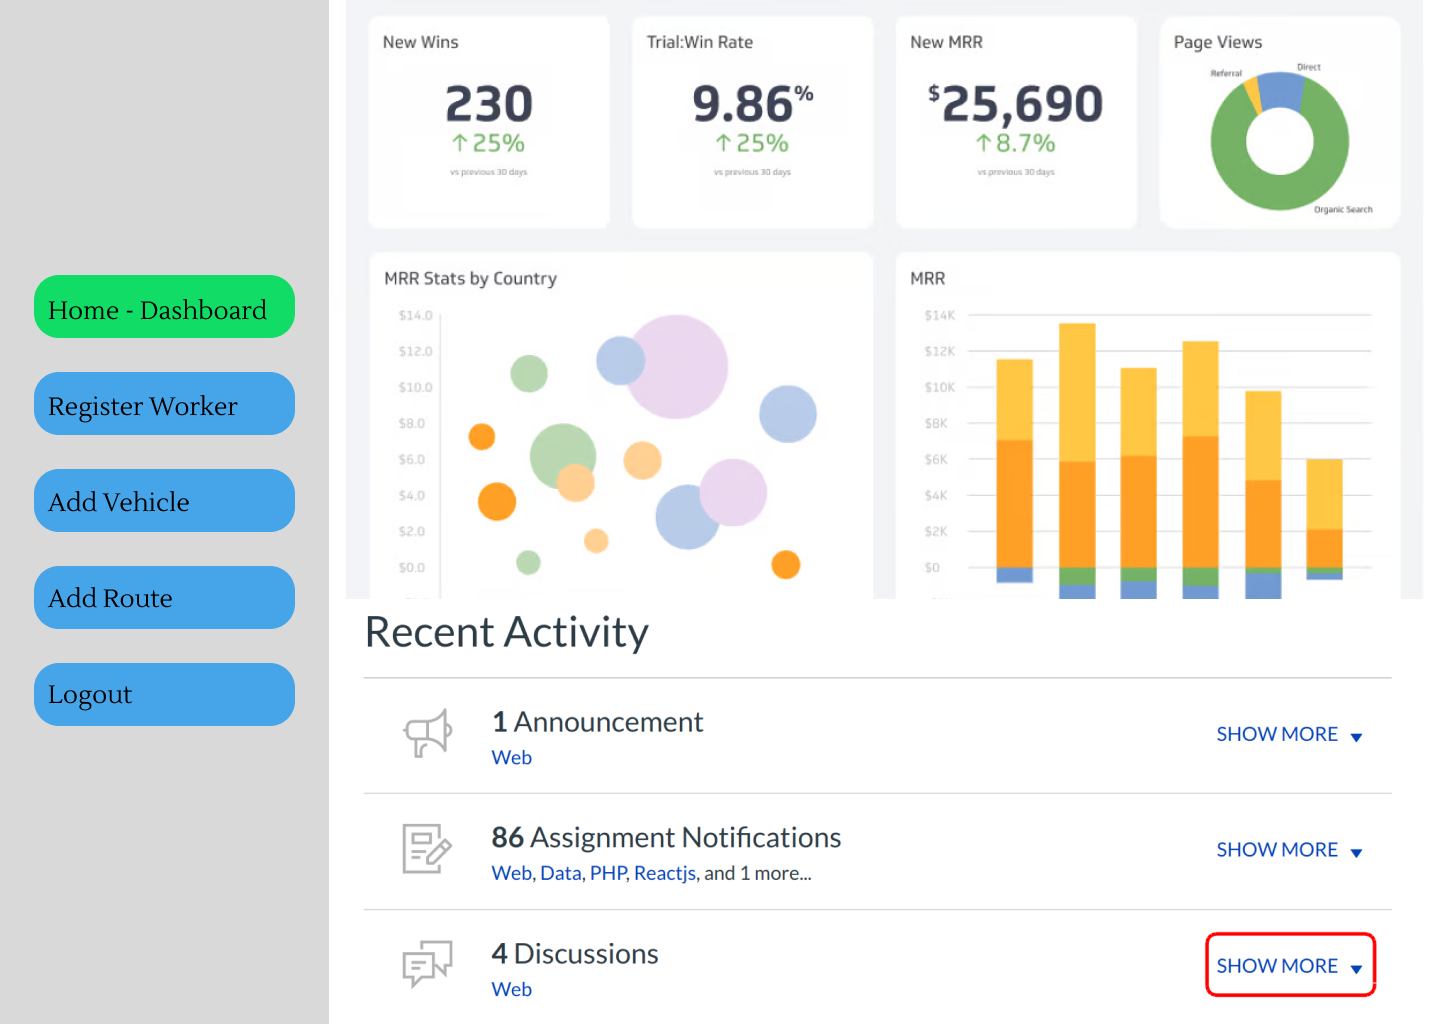 Home - Dashboard
Register Worker
Add Vehicle
Add Route
Logout
New Wins
230
↑25%
vs previous 30 days
Trial:Win Rate
9.86%
↑25%
vs previous 30 days
New MRR
$25,690
↑8.7%
vs previous 30 days
Page Views
Referral
Direct
Organic Search
MRR Stats by Country
$14.0
$12.0
$10.0
$8.0
$6.0
$4.0
$2.0
$0.0
MRR
$14K
$12K
$10K
$8K
$6K
$4K
$2K
$0
Recent Activity
1 Announcement
Web
SHOW MORE
86 Assignment Notifications
Web, Data, PHP, Reactjs, and 1 more...
SHOW MORE
4 Discussions
Web
SHOW MORE